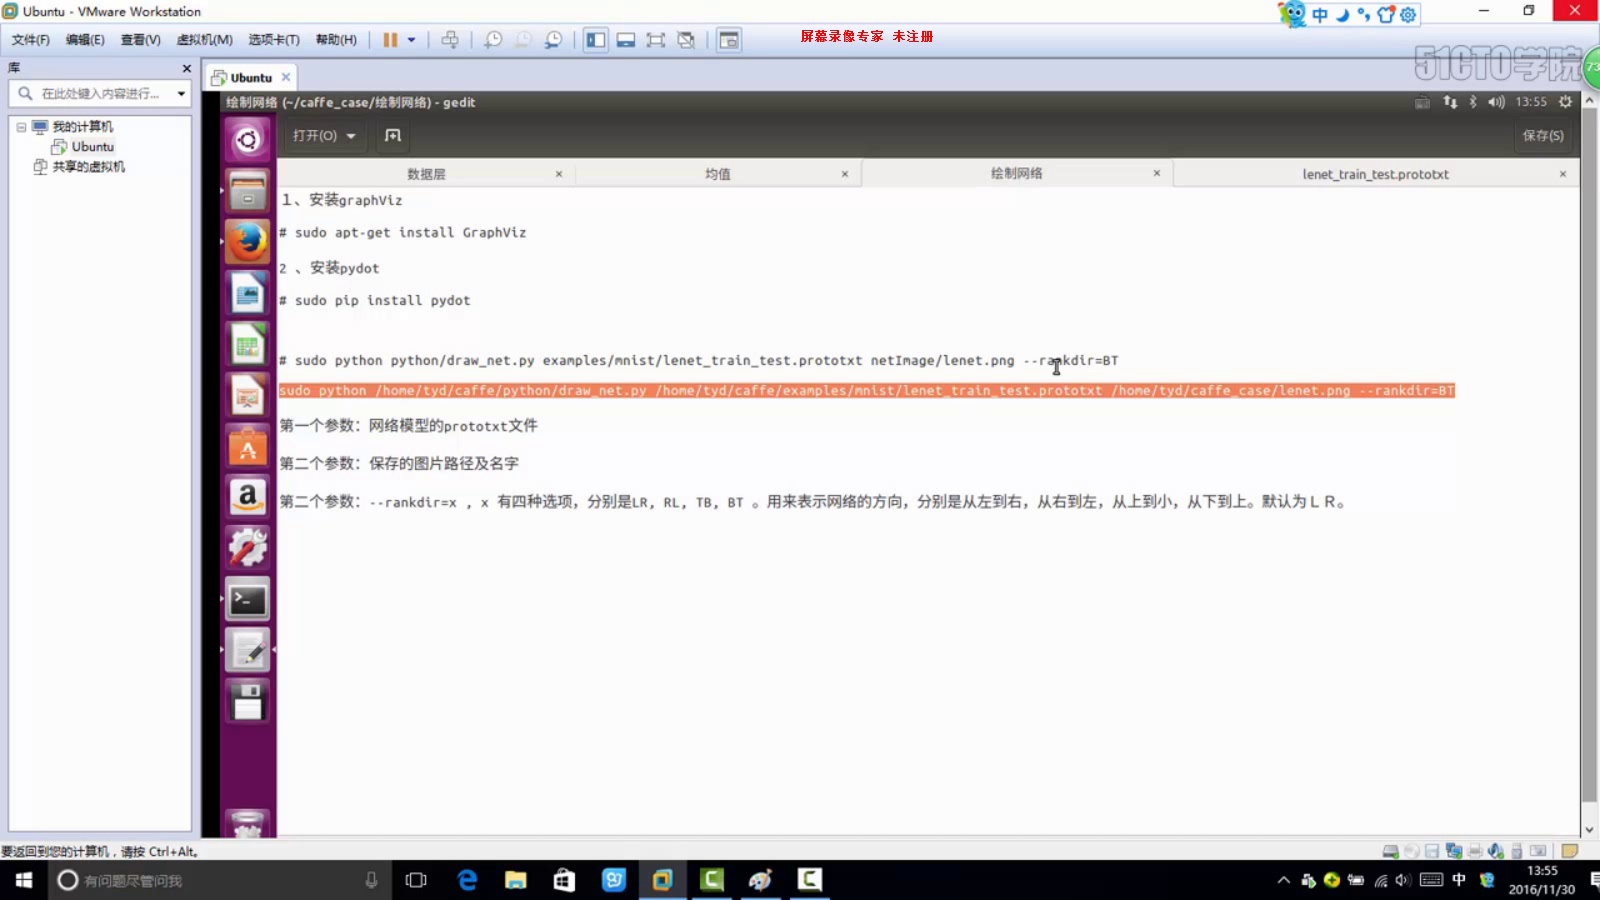 Ubuntu - VMware Workstation
中
文件(F) 编辑(E) 查看(V) 虚拟机(M) 选项卡(T) 帮助(H)
屏幕录像专家 未注册
51CTO学院
73
库
在此处键入内容进行...
我的计算机
Ubuntu
共享的虚拟机
Ubuntu
绘制网络 (~/caffe_case/绘制网络) - gedit
13:55
打开(O)
保存(S)
数据层
均值
绘制网络
lenet_train_test.prototxt
1、安装graphViz
# sudo apt-get install GraphViz
2 、安装pydot
# sudo pip install pydot
# sudo python python/draw_net.py examples/mnist/lenet_train_test.prototxt netImage/lenet.png --rankdir=BT
sudo python /home/tyd/caffe/python/draw_net.py /home/tyd/caffe/examples/mnist/lenet_train_test.prototxt /home/tyd/caffe_case/lenet.png --rankdir=BT
第一个参数：网络模型的prototxt文件
第二个参数：保存的图片路径及名字
第二个参数：--rankdir=x , x 有四种选项，分别是LR, RL, TB, BT 。用来表示网络的方向，分别是从左到右，从右到左，从上到小，从下到上。默认为ＬＲ。
要返回到您的计算机，请按 Ctrl+Alt。
有问题尽管问我
中
13:55
2016/11/30